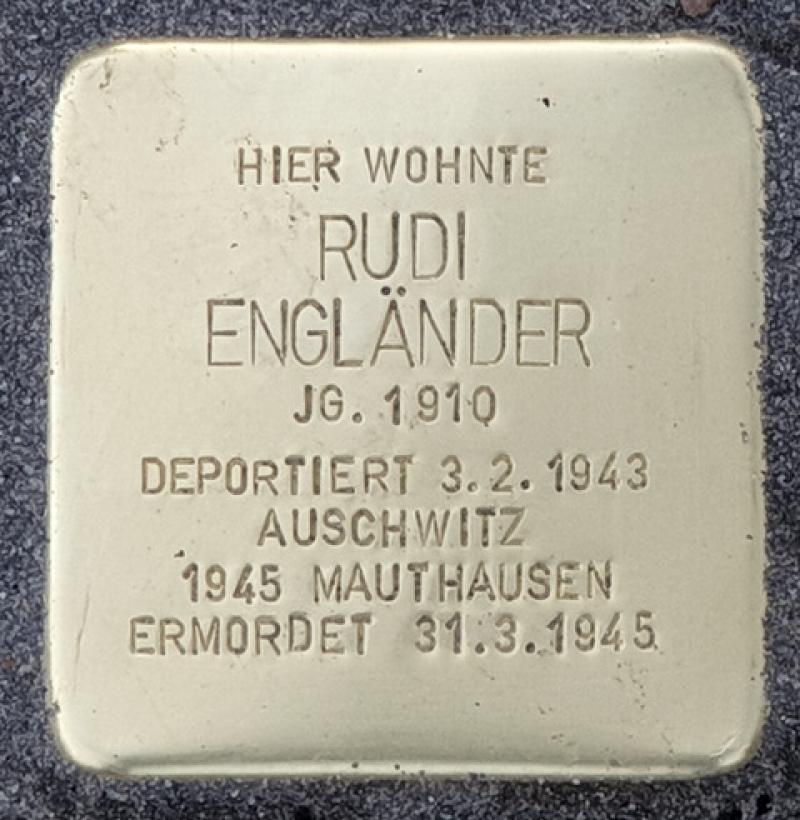 HIER WOHNTE
RUDI
ENGLÄNDER
JG. 1910
DEPORTIERT 3.2.1943
AUSCHWITZ
1945 MAUTHAUSEN
ERMORDET 31.3.1945